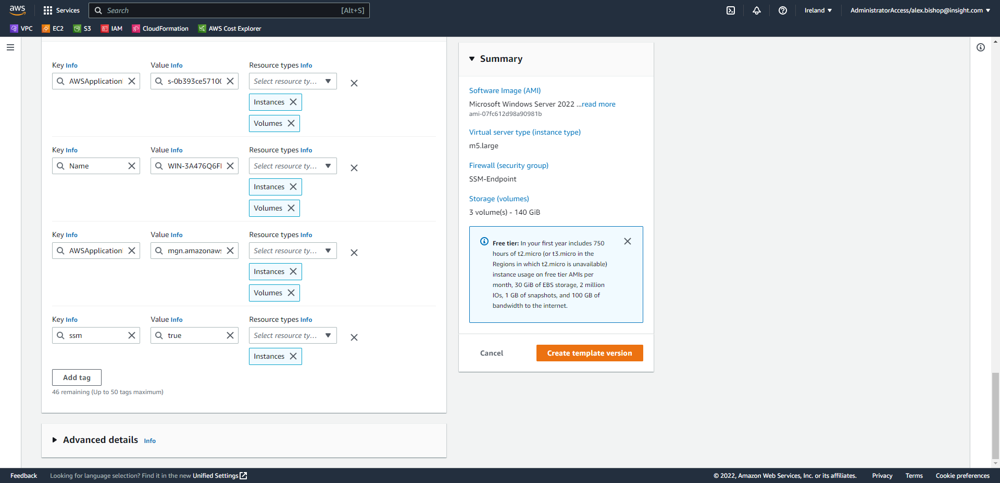 aws
Services
Search
[Alt+S]
Ireland
AdministratorAccess/alex.bishop@insight.com
VPC
EC2
S3
IAM
CloudFormation
AWS Cost Explorer
Key Info
Value Info
Resource types Info
AWSApplication
s-0b393ce57100
Select resource ty...
Instances
Volumes
Key Info
Value Info
Resource types Info
Name
WIN-3A476Q6FI
Select resource ty...
Instances
Volumes
Key Info
Value Info
Resource types Info
AWSApplication
mgn.amazonaws
Select resource ty...
Instances
Volumes
Key Info
Value Info
Resource types Info
ssm
true
Select resource ty...
Instances
Add tag
46 remaining (Up to 50 tags maximum)
Advanced details Info
Summary
Software Image (AMI)
Microsoft Windows Server 2022 ...read more
ami-07fc612d98a90981b
Virtual server type (instance type)
m5.large
Firewall (security group)
SSM-Endpoint
Storage (volumes)
3 volume(s) - 140 GiB
Free tier: In your first year includes 750
hours of t2.micro (or t3.micro in the
Regions in which t2.micro is unavailable)
instance usage on free tier AMIs per
month, 30 GiB of EBS storage, 2 million
IOs, 1 GB of snapshots, and 100 GB of
bandwidth to the internet.
Cancel
Create template version
Feedback
Looking for language selection? Find it in the new Unified Settings
© 2022, Amazon Web Services, Inc. or its affiliates.
Privacy
Terms
Cookie preferences